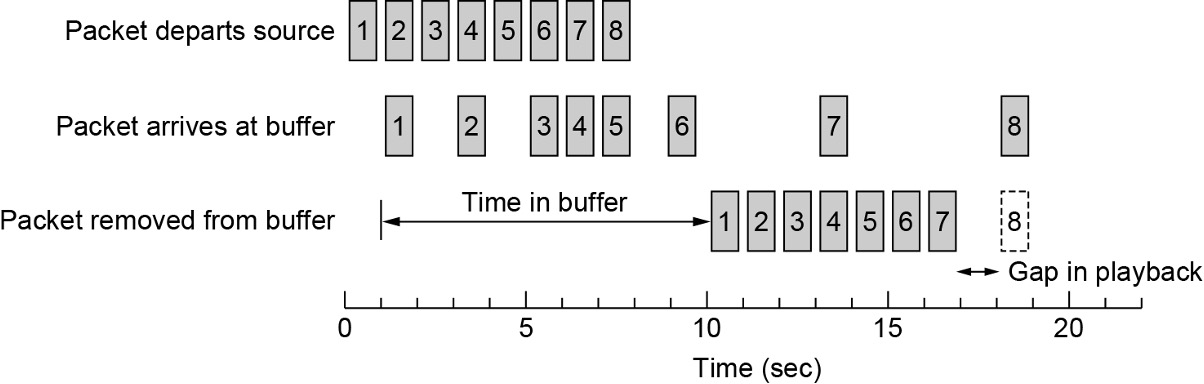 Packet departs source 1 2 3 4 5 6 7 8
Packet arrives at buffer 1 2 3 4 5 6 7 8
Time in buffer
Packet removed from buffer 1 2 3 4 5 6 7 8
Gap in playback
0 5 10 15 20
Time (sec)